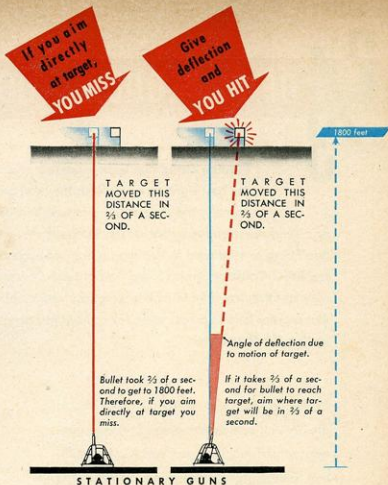 If you aim
directly
at target,
YOU MISS
Give
deflection
and
YOU HIT
1800 feet
TARGET
MOVED THIS
DISTANCE IN
⅔ OF A SEC-
OND.
TARGET
MOVED THIS
DISTANCE IN
⅔ OF A SEC-
OND.
Angle of deflection due
to motion of target.
Bullet took ⅔ of a sec-
ond to get to 1800 feet.
Therefore, if you aim
directly at target you
miss.
If it takes ⅔ of a sec-
ond for bullet to reach
target, aim where tar-
get will be in ⅔ of a
second.
STATIONARY GUNS